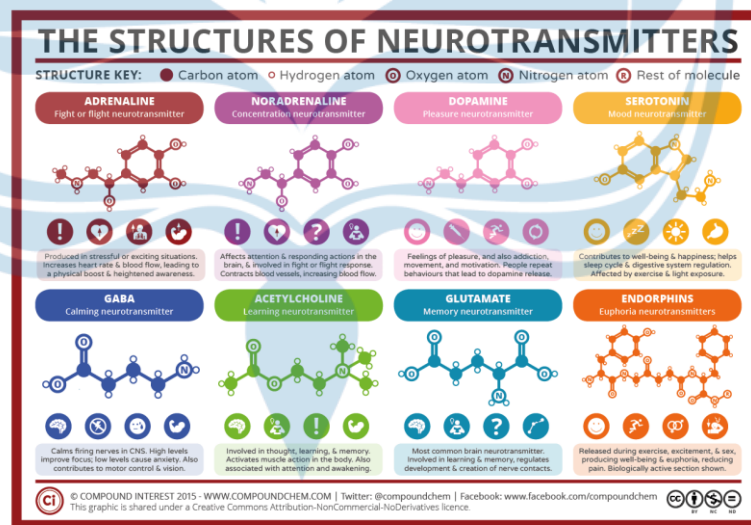 THE STRUCTURES OF NEUROTRANSMITTERS
STRUCTURE KEY: Carbon atom Hydrogen atom O Oxygen atom N Nitrogen atom R Rest of molecule
ADRENALINE
Fight or flight neurotransmitter
Produced in stressful or exciting situations.
Increases heart rate & blood flow, leading to
a physical boost & heightened awareness.
NORADRENALINE
Concentration neurotransmitter
Affects attention & responding actions in the
brain, & involved in fight or flight response.
Contracts blood vessels, increasing blood flow.
DOPAMINE
Pleasure neurotransmitter
Feelings of pleasure, and also addiction,
movement, and motivation. People repeat
behaviours that lead to dopamine release.
SEROTONIN
Mood neurotransmitter
Contributes to well-being & happiness; helps
sleep cycle & digestive system regulation.
Affected by exercise & light exposure.
GABA
Calming neurotransmitter
Calms firing nerves in CNS. High levels
improve focus; low levels cause anxiety. Also
contributes to motor control & vision.
ACETYLCHOLINE
Learning neurotransmitter
Involved in thought, learning, & memory.
Activates muscle action in the body. Also
associated with attention and awakening.
GLUTAMATE
Memory neurotransmitter
Most common brain neurotransmitter.
Involved in learning & memory, regulates
development & creation of nerve contacts.
ENDORPHINS
Euphoria neurotransmitters
Released during exercise, excitement, & sex,
producing well-being & euphoria, reducing
pain. Biologically active section shown.
Ci
© COMPOUND INTEREST 2015 - WWW.COMPOUNDCHEM.COM | Twitter: @compoundchem | Facebook: www.facebook.com/compoundchem
This graphic is shared under a Creative Commons Attribution-NonCommercial-NoDerivatives licence.
CC
BY NC ND